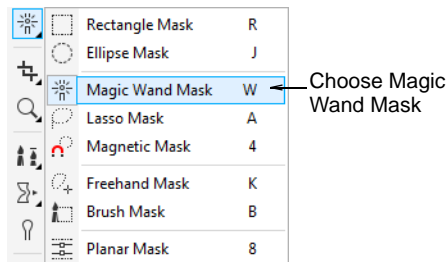 Rectangle Mask R
Ellipse Mask J
Magic Wand Mask W
Lasso Mask A
Magnetic Mask 4
Freehand Mask K
Brush Mask B
Planar Mask 8
Choose Magic
Wand Mask